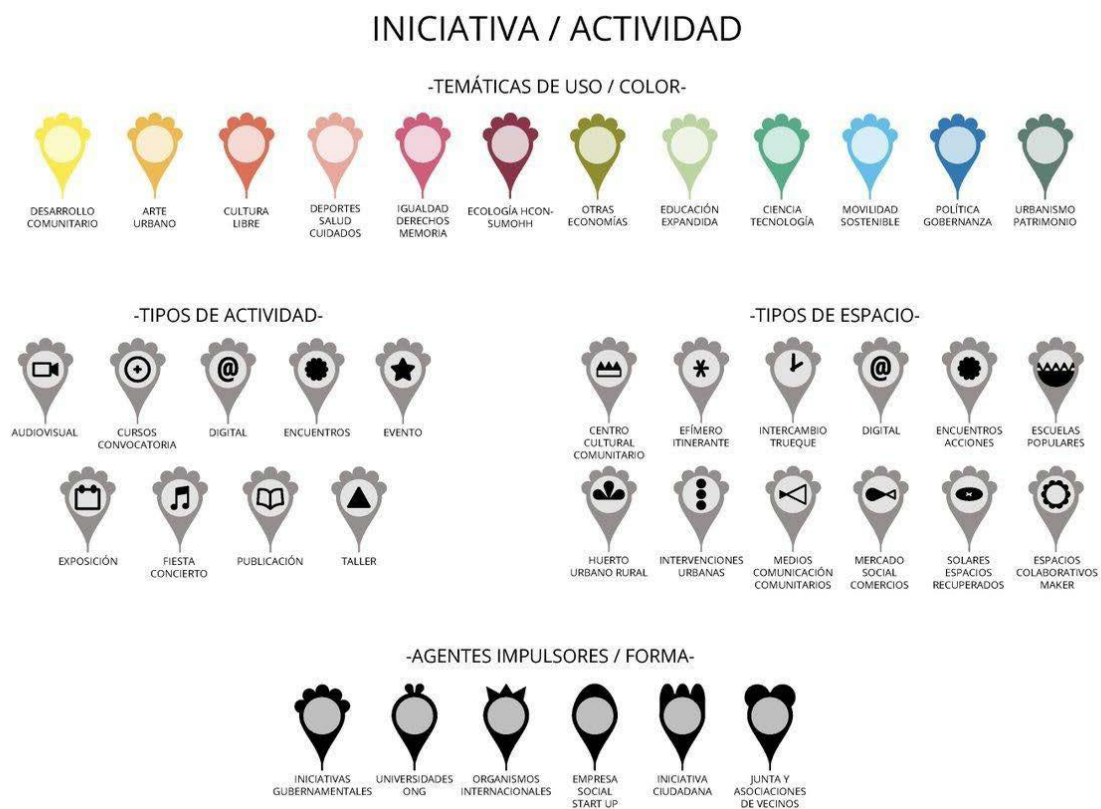 INICIATIVA / ACTIVIDAD
-TEMÁTICAS DE USO / COLOR-
DESARROLLO
COMUNITARIO
ARTE
URBANO
CULTURA
LIBRE
DEPORTES
SALUD
CUIDADOS
IGUALDAD
DERECHOS
MEMORIA
ECOLOGÍA HCON-
SUMOHH
OTRAS
ECONOMÍAS
EDUCACIÓN
EXPANDIDA
CIENCIA
TECNOLOGÍA
MOVILIDAD
SOSTENIBLE
POLÍTICA
GOBERNANZA
URBANISMO
PATRIMONIO
-TIPOS DE ACTIVIDAD-
@
AUDIOVISUAL
CURSOS
CONVOCATORIA
DIGITAL
ENCUENTROS
EVENTO
EXPOSICIÓN
FIESTA
CONCIERTO
PUBLICACIÓN
TALLER
-TIPOS DE ESPACIO-
@
CENTRO
CULTURAL
COMUNITARIO
EFÍMERO
ITINERANTE
INTERCAMBIO
TRUEQUE
DIGITAL
ENCUENTROS
ACCIONES
ESCUELAS
POPULARES
HUERTO
URBANO RURAL
INTERVENCIONES
URBANAS
MEDIOS
COMUNICACIÓN
COMUNITARIOS
MERCADO
SOCIAL
COMERCIOS
SOLARES
ESPACIOS
RECUPERADOS
ESPACIOS
COLABORATIVOS
MAKER
-AGENTES IMPULSORES / FORMA-
INICIATIVAS
GUBERNAMENTALES
UNIVERSIDADES
ONG
ORGANISMOS
INTERNACIONALES
EMPRESA
SOCIAL
START UP
INICIATIVA
CIUDADANA
JUNTA Y
ASOCIACIONES
DE VECINOS